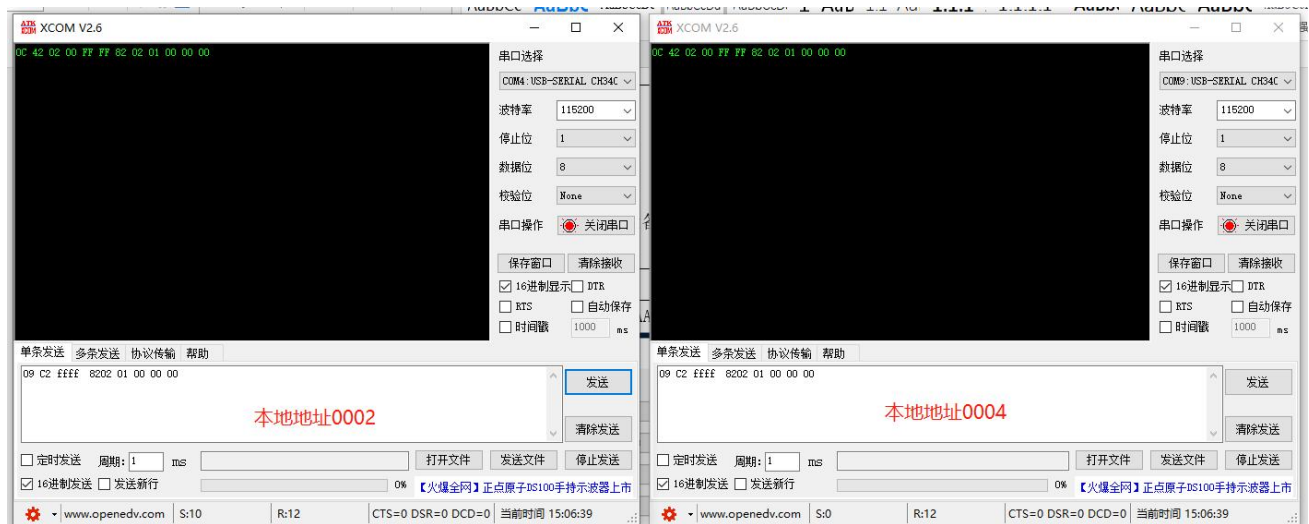 XCOM V2.6
0C 42 02 00 FF FF 82 02 01 00 00 00
串口选择
COM4:USB-SERIAL CH34C
波特率 115200
停止位 1
数据位 8
校验位 None
串口操作 关闭串口
保存窗口 清除接收
16进制显示 DTR
RTS 自动保存
时间戳 1000 ms
单条发送 多条发送 协议传输 帮助
09 C2 ffff 8202 01 00 00 00
发送
本地地址0002
清除发送
定时发送 周期: 1 ms 打开文件 发送文件 停止发送
16进制发送 发送新行 0% 【火爆全网】正点原子DS100手持示波器上市
www.openedv.com S:10 R:12 CTS=0 DSR=0 DCD=0 当前时间 15:06:39
XCOM V2.6
0C 42 02 00 FF FF 82 02 01 00 00 00
串口选择
COM9:USB-SERIAL CH34C
波特率 115200
停止位 1
数据位 8
校验位 None
串口操作 关闭串口
保存窗口 清除接收
16进制显示 DTR
RTS 自动保存
时间戳 1000 ms
单条发送 多条发送 协议传输 帮助
09 C2 ffff 8202 01 00 00 00
发送
本地地址0004
清除发送
定时发送 周期: 1 ms 打开文件 发送文件 停止发送
16进制发送 发送新行 0% 【火爆全网】正点原子DS100手持示波器上市
www.openedv.com S:0 R:12 CTS=0 DSR=0 DCD=0 当前时间 15:06:39